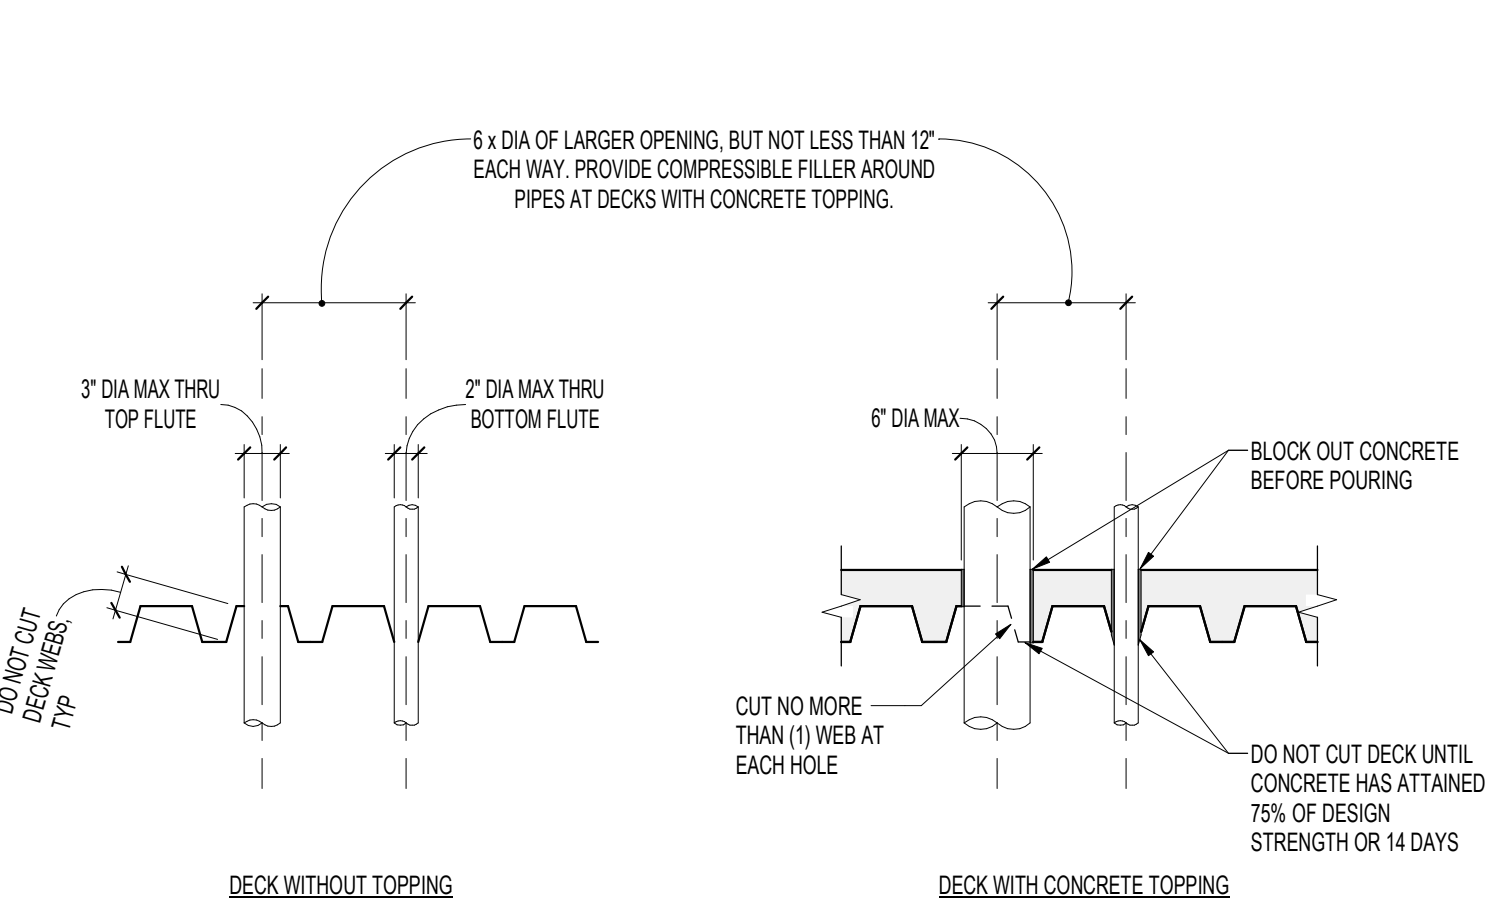 6 x DIA OF LARGER OPENING, BUT NOT LESS THAN 12"
EACH WAY. PROVIDE COMPRESSIBLE FILLER AROUND
PIPES AT DECKS WITH CONCRETE TOPPING.
3" DIA MAX THRU
TOP FLUTE
2" DIA MAX THRU
BOTTOM FLUTE
6" DIA MAX
BLOCK OUT CONCRETE
BEFORE POURING
DO NOT CUT
DECK WEBS,
TYP
CUT NO MORE
THAN (1) WEB AT
EACH HOLE
DO NOT CUT DECK UNTIL
CONCRETE HAS ATTAINED
75% OF DESIGN
STRENGTH OR 14 DAYS
DECK WITHOUT TOPPING
DECK WITH CONCRETE TOPPING